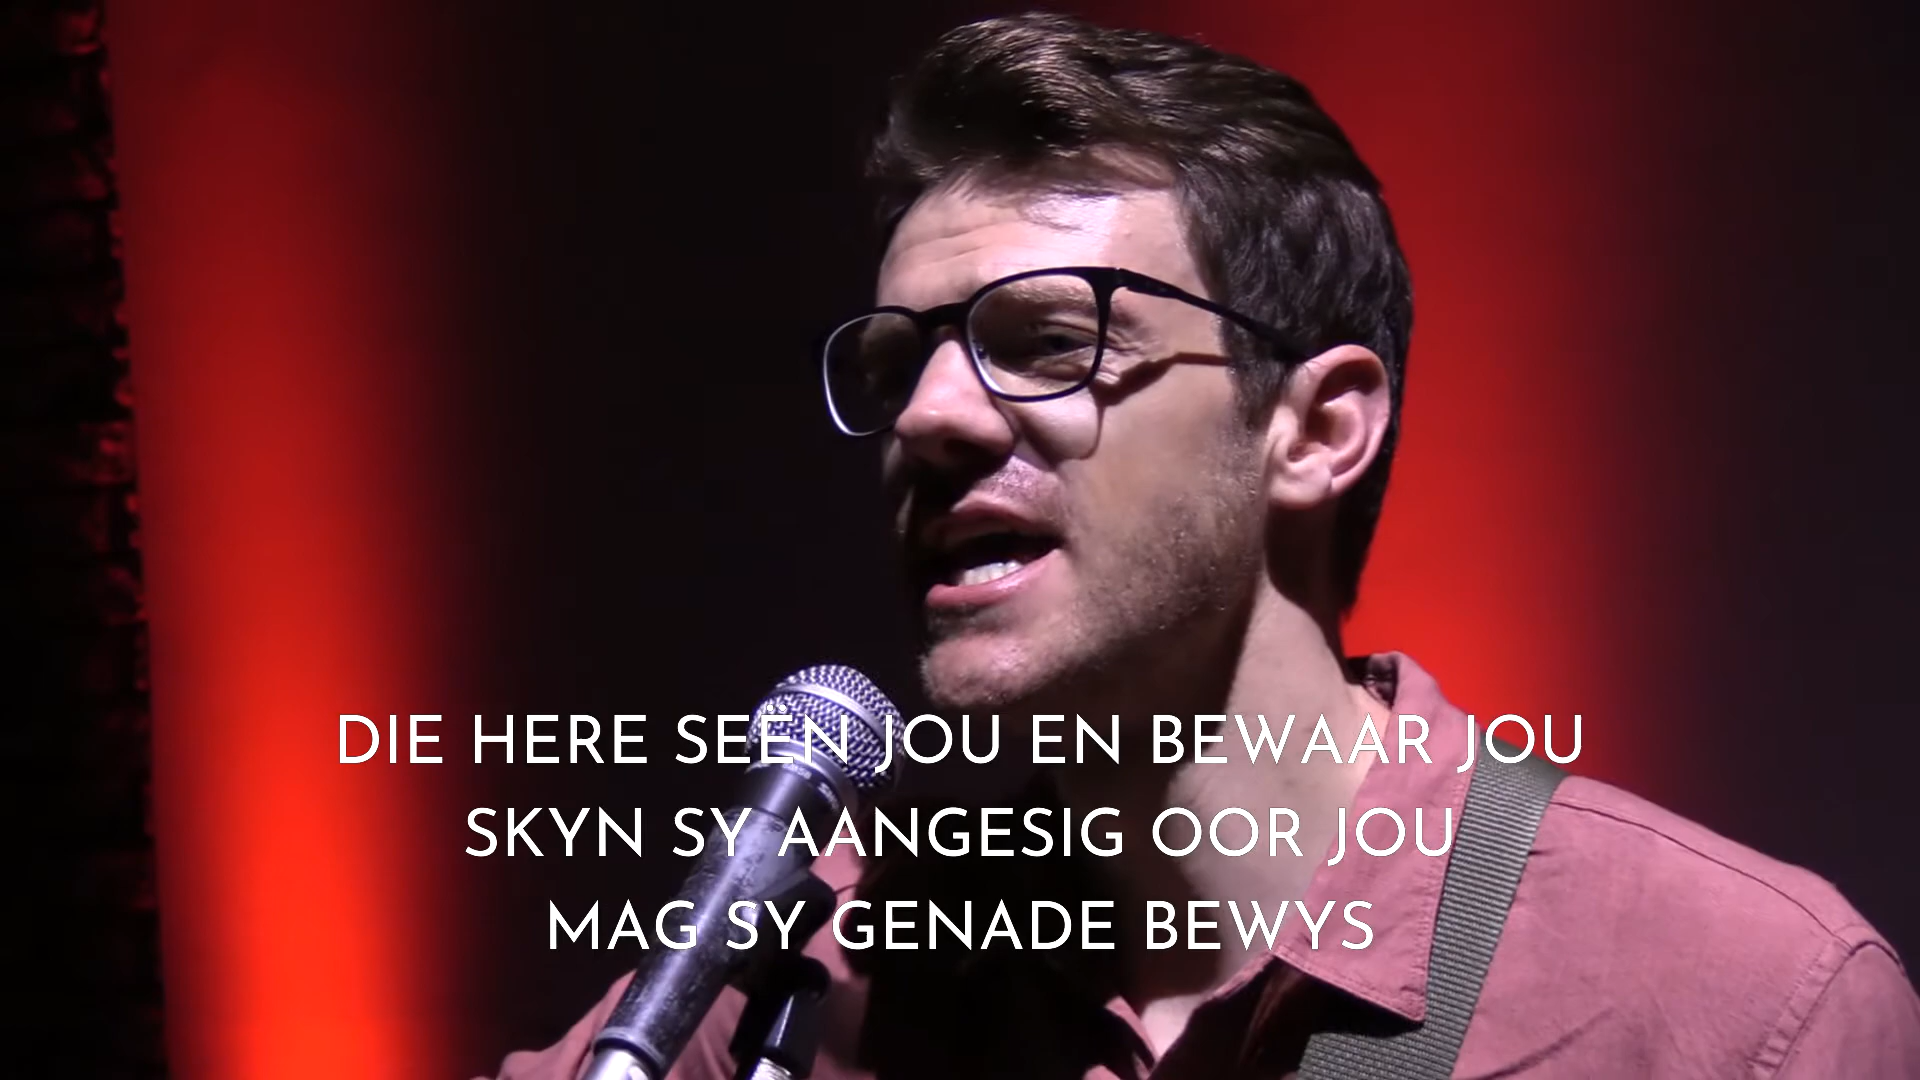 DIE HERE SEËN JOU EN BEWAAR JOU
SKYN SY AANGESIG OOR JOU
MAG SY GENADE BEWYS